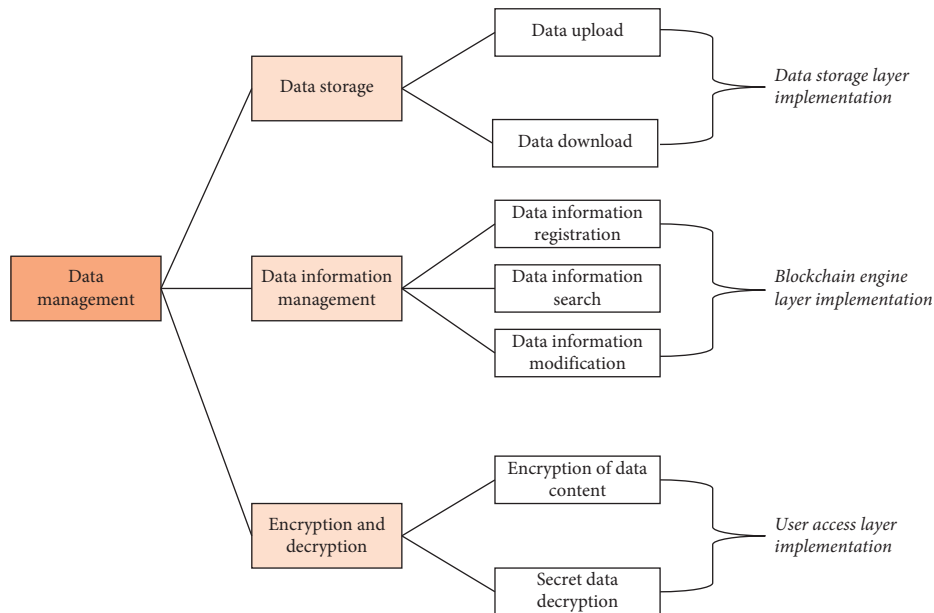 Data
management
Data storage
Data upload
Data download
Data storage layer
implementation
Data information
management
Data information
registration
Data information
search
Data information
modification
Blockchain engine
layer implementation
Encryption and
decryption
Encryption of data
content
Secret data
decryption
User access layer
implementation